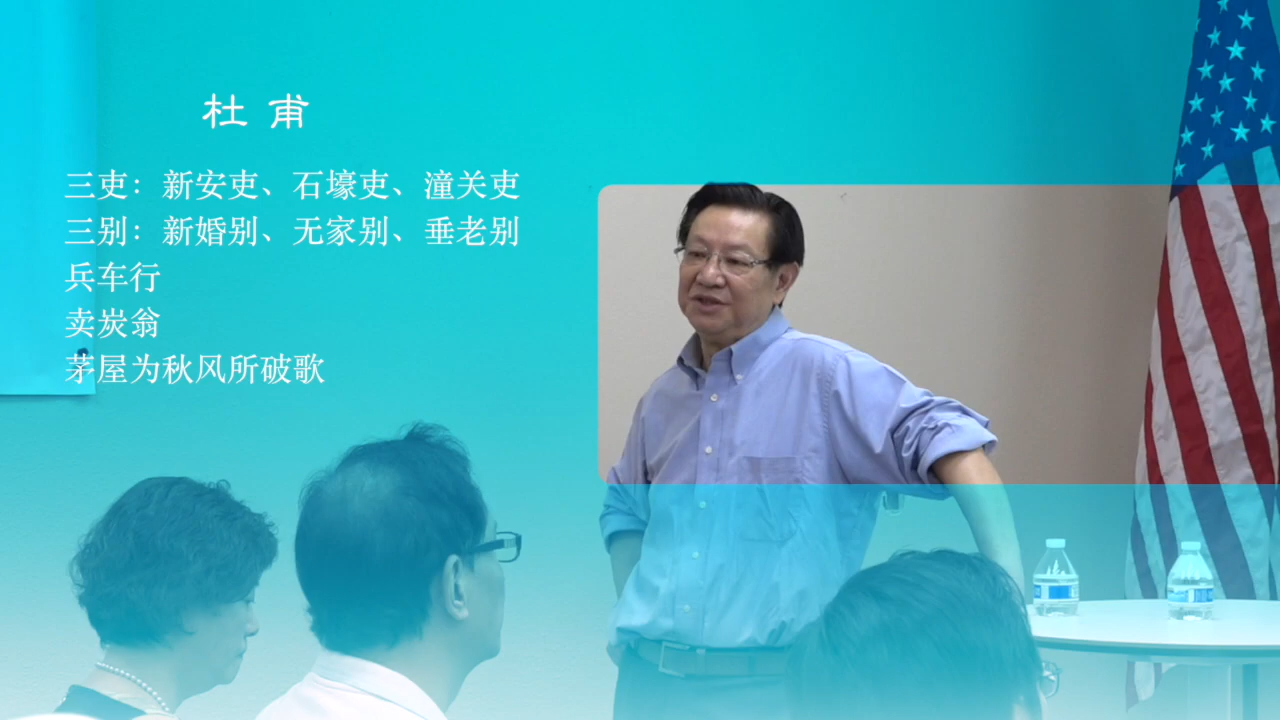 杜甫
三吏：新安吏、石壕吏、潼关吏
三别：新婚别、无家别、垂老别
兵车行
卖炭翁
茅屋为秋风所破歌